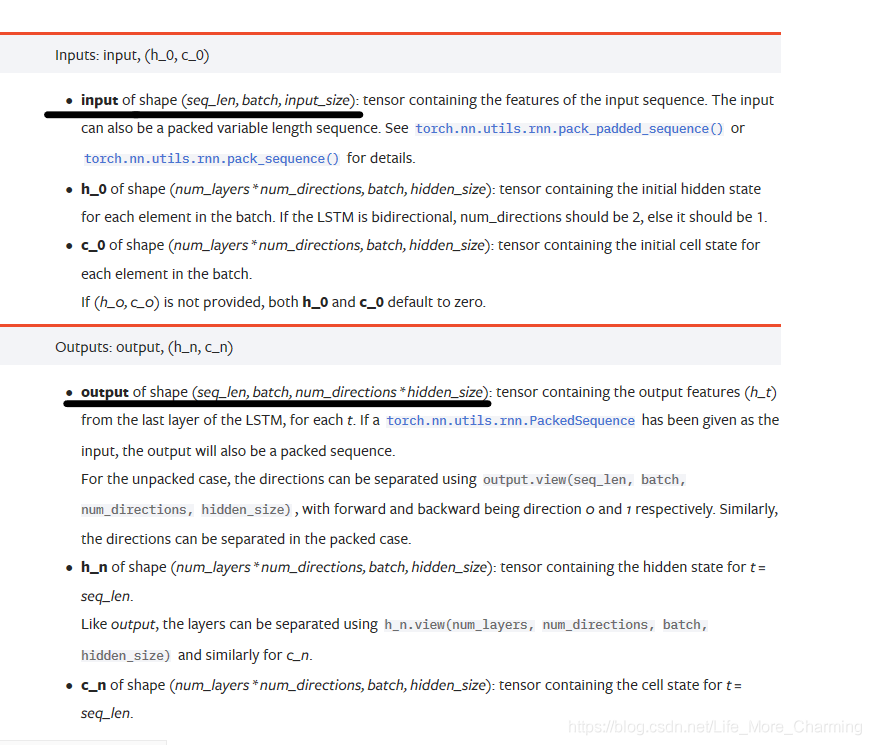 Inputs: input, (h_0, c_0)
• input of shape (seq_len, batch, input_size): tensor containing the features of the input sequence. The input
can also be a packed variable length sequence. See torch.nn.utils.rnn.pack_padded_sequence() or
torch.nn.utils.rnn.pack_sequence() for details.
• h_0 of shape (num_layers * num_directions, batch, hidden_size): tensor containing the initial hidden state
for each element in the batch. If the LSTM is bidirectional, num_directions should be 2, else it should be 1.
• c_0 of shape (num_layers * num_directions, batch, hidden_size): tensor containing the initial cell state for
each element in the batch.
If (h_0, c_0) is not provided, both h_0 and c_0 default to zero.
Outputs: output, (h_n, c_n)
• output of shape (seq_len, batch, num_directions * hidden_size): tensor containing the output features (h_t)
from the last layer of the LSTM, for each t. If a torch.nn.utils.rnn.PackedSequence has been given as the
input, the output will also be a packed sequence.
For the unpacked case, the directions can be separated using output.view(seq_len, batch,
num_directions, hidden_size), with forward and backward being direction 0 and 1 respectively. Similarly,
the directions can be separated in the packed case.
• h_n of shape (num_layers * num_directions, batch, hidden_size): tensor containing the hidden state for t =
seq_len.
Like output, the layers can be separated using h_n.view(num_layers, num_directions, batch,
hidden_size) and similarly for c_n.
• c_n of shape (num_layers * num_directions, batch, hidden_size): tensor containing the cell state for t =
seq_len.
https://blog.csdn.net/Life_More_Charming